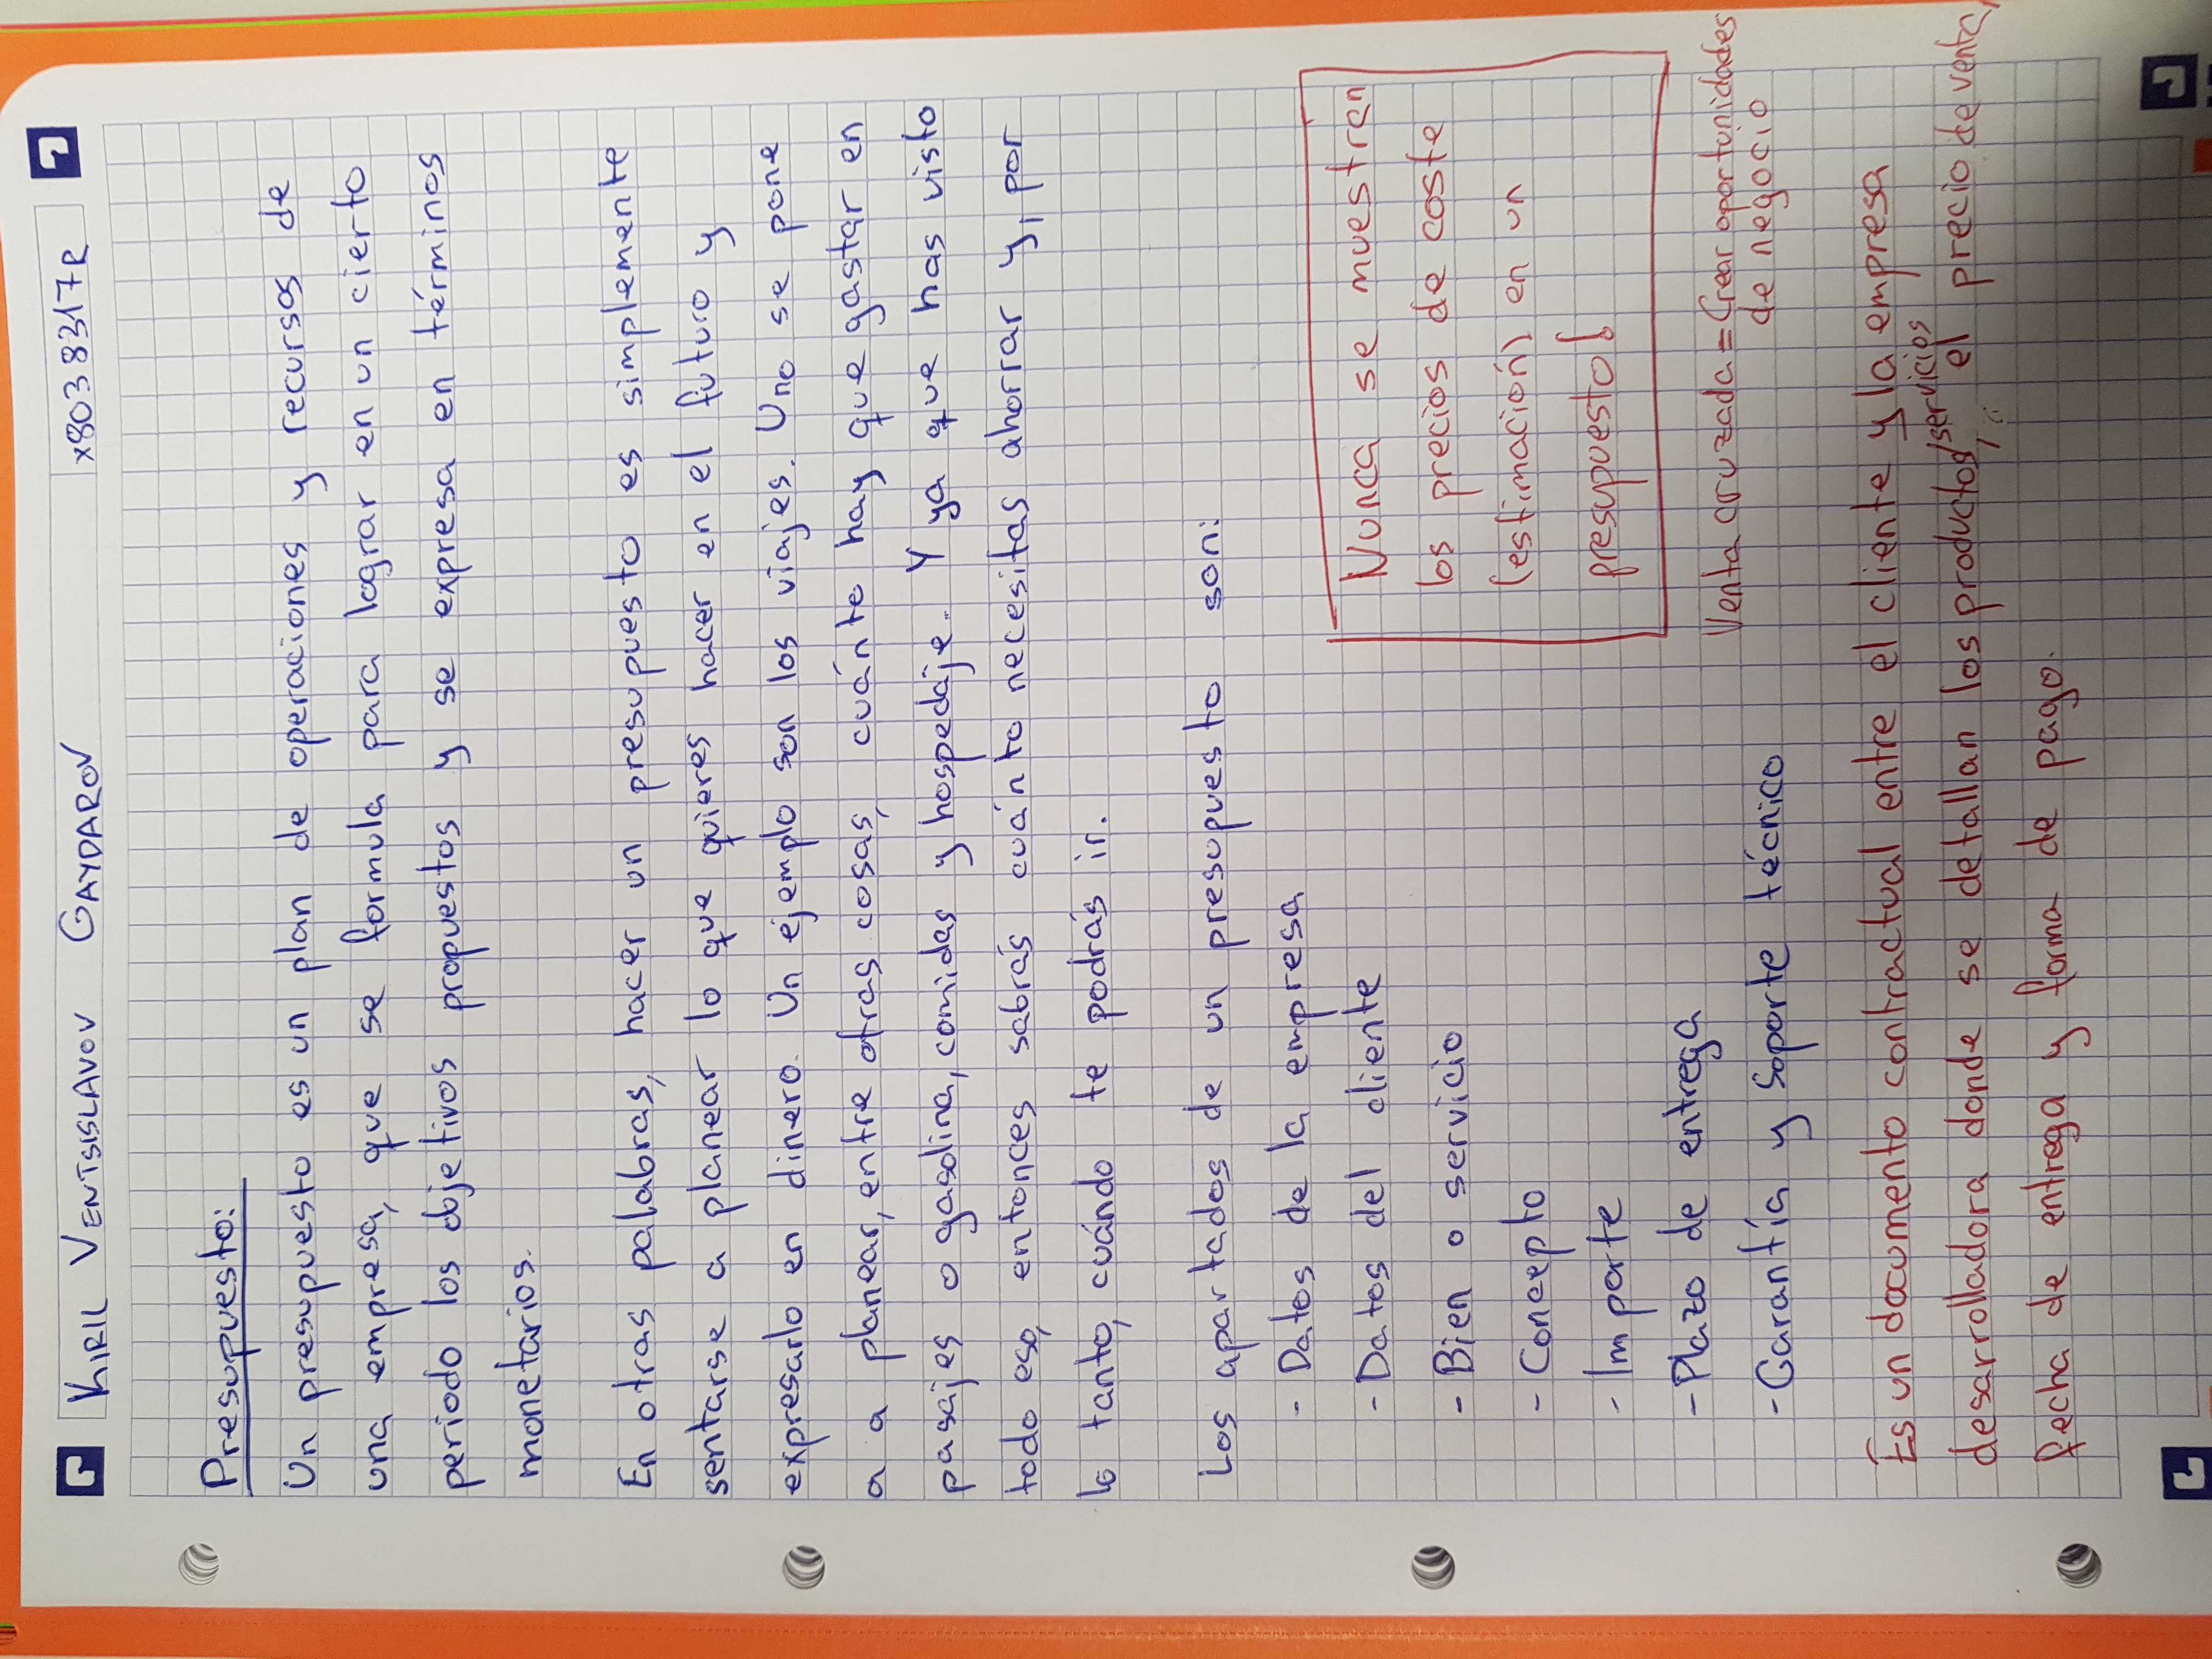 KIRIL VENTSISLAVOV GAYDAROV
X8038317R
Presupuesto:
Un presupuesto es un plan de operaciones y recursos de
una empresa, que se formula para lograr en un cierto
periodo los objetivos propuestos y se expresa en términos
monetarios.
En otras palabras, hacer un presupuesto es simplemente
sentarse a planear lo que quieres hacer en el futuro y
expresarlo en dinero. Un ejemplo son los viajes. Uno se pone
a a planear, entre otras cosas, cuánto hay que gastar en
pasajes o gasolina, comidas y hospedaje. Y ya que has visto
todo eso, entonces sabrás cuánto necesitas ahorrar y, por
lo tanto, cuándo te podrás ir.
Los apartados de un presupuesto son:
- Datos de la empresa
- Datos del cliente
- Bien o servicio
- Concepto
- Importe
- Plazo de entrega
- Garantía y Soporte técnico
Nunca se muestran
los precios de coste
(estimación) en un
presupuesto!
Venta cruzada = Crear oportunidades
de negocio
Es un documento contractual entre el cliente y la empresa
desarrolladora donde se detallan los productos/servicios, el precio de venta,
fecha de entrega y forma de pago.